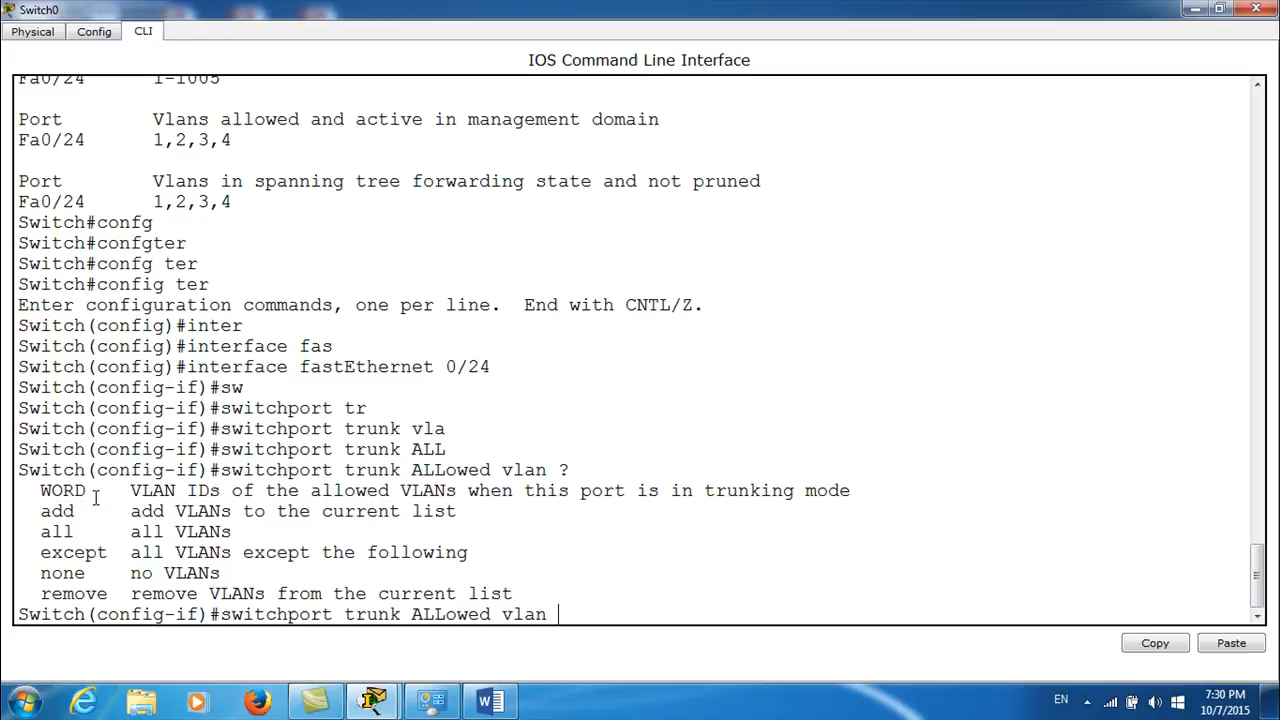 Switch0
Physical Config CLI
IOS Command Line Interface
Fa0/24 1-1005
Port Vlans allowed and active in management domain
Fa0/24 1,2,3,4
Port Vlans in spanning tree forwarding state and not pruned
Fa0/24 1,2,3,4
Switch#confg
Switch#confgter
Switch#confg ter
Switch#config ter
Enter configuration commands, one per line. End with CNTL/Z.
Switch(config)#inter
Switch(config)#interface fas
Switch(config)#interface fastEthernet 0/24
Switch(config-if)#sw
Switch(config-if)#switchport tr
Switch(config-if)#switchport trunk vla
Switch(config-if)#switchport trunk ALL
Switch(config-if)#switchport trunk ALLowed vlan ?
WORD VLAN IDs of the allowed VLANs when this port is in trunking mode
add add VLANs to the current list
all all VLANs
except all VLANs except the following
none no VLANs
remove remove VLANs from the current list
Switch(config-if)#switchport trunk ALLowed vlan
Copy Paste
EN 7:30 PM
10/7/2015